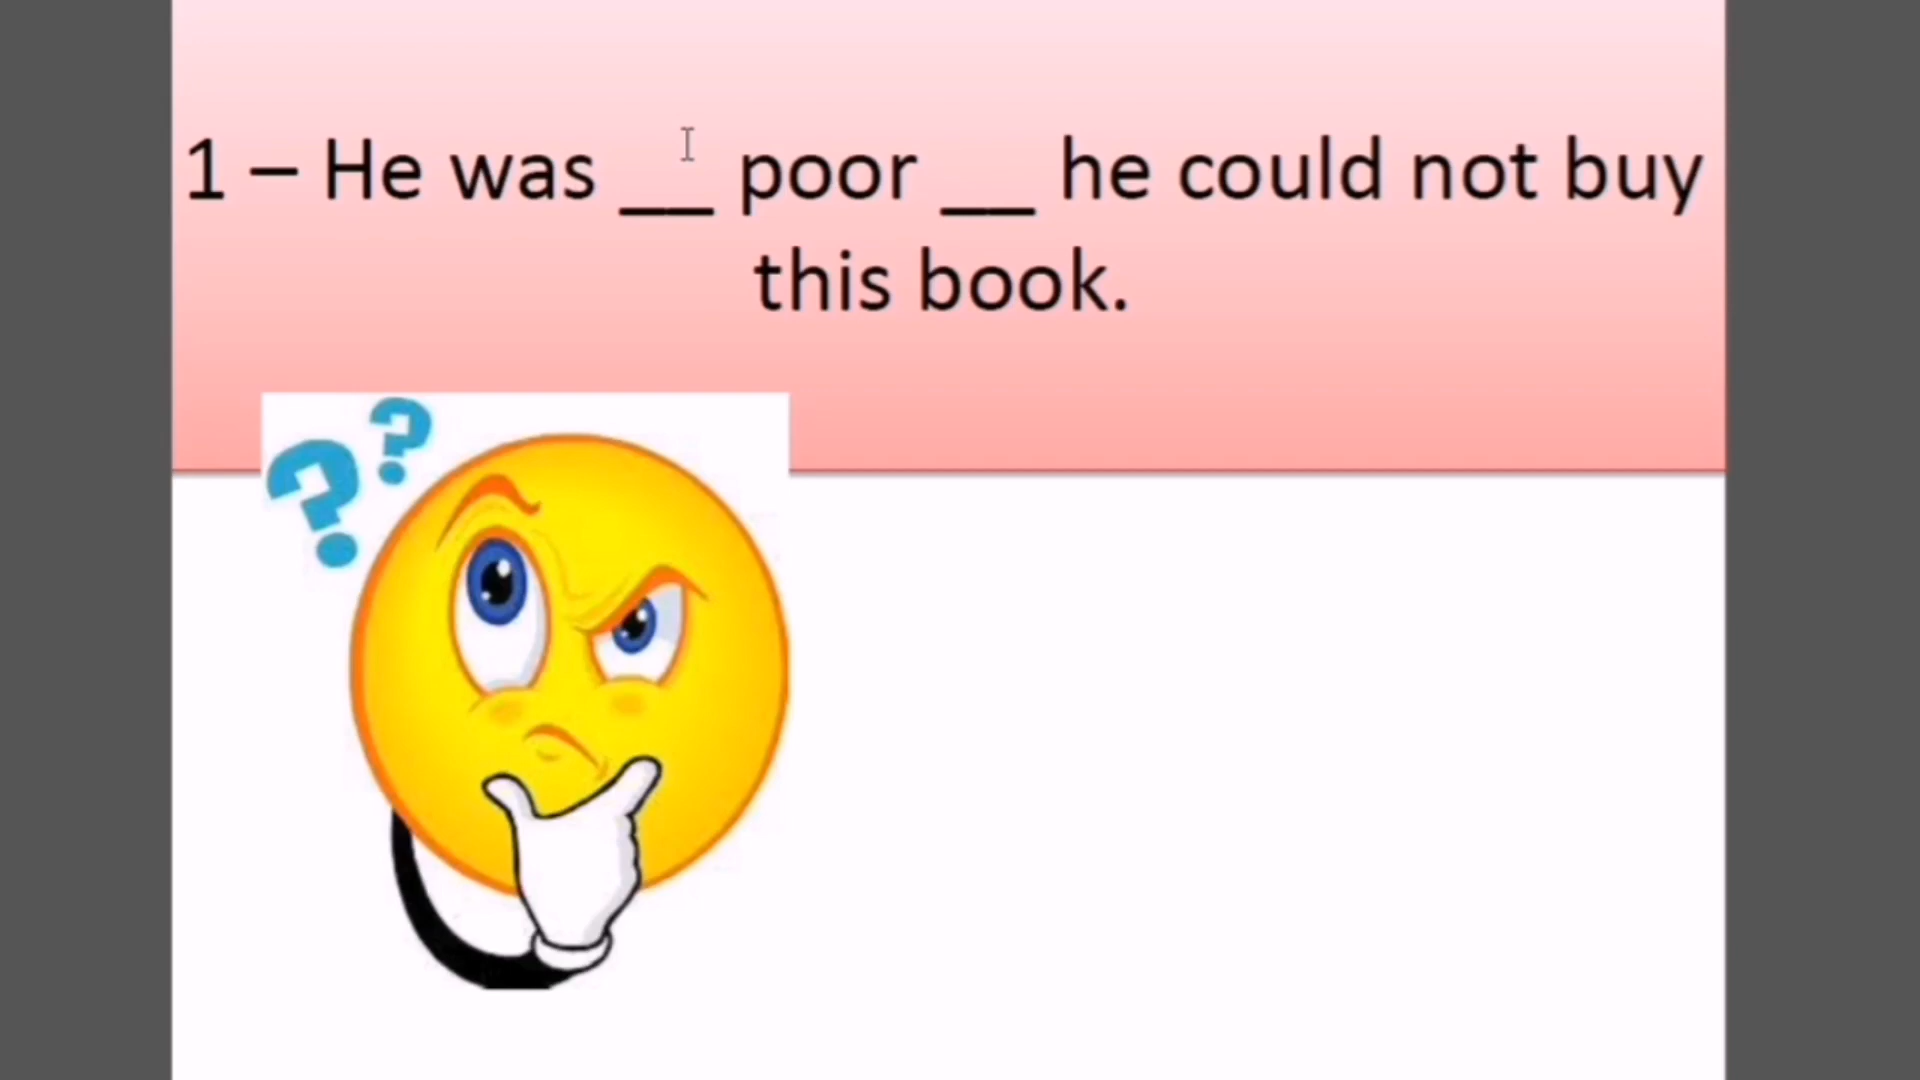 1 – He was __ poor __ he could not buy
this book.
??